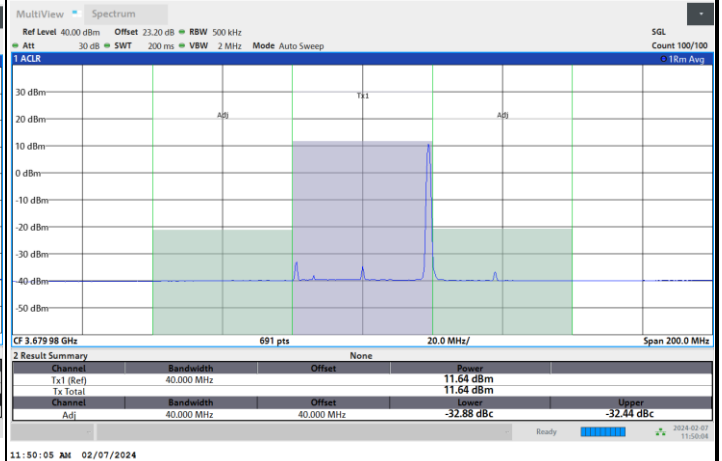 MultiView Spectrum
Ref Level 40.00 dBm Offset 23.20 dB RBW 500 kHz SGL
Att 30 dB SWT 200 ms VBW 2 MHz Mode Auto Sweep Count 100/100
1 ACLR 1Rm Avg
30 dBm
Tx1
20 dBm
Adj Adj
10 dBm
0 dBm
-10 dBm
-20 dBm
-30 dBm
-40 dBm
-50 dBm
CF 3.67998 GHz 691 pts 20.0 MHz/ Span 200.0 MHz
2 Result Summary None
Channel Bandwidth Offset Power
Tx1 (Ref) 40.000 MHz 11.64 dBm
Tx Total 11.64 dBm
Channel Bandwidth Offset Lower Upper
Adj 40.000 MHz 40.000 MHz -32.88 dBc -32.44 dBc
Ready 2024-02-07
11:50:04
11:50:05 AM 02/07/2024